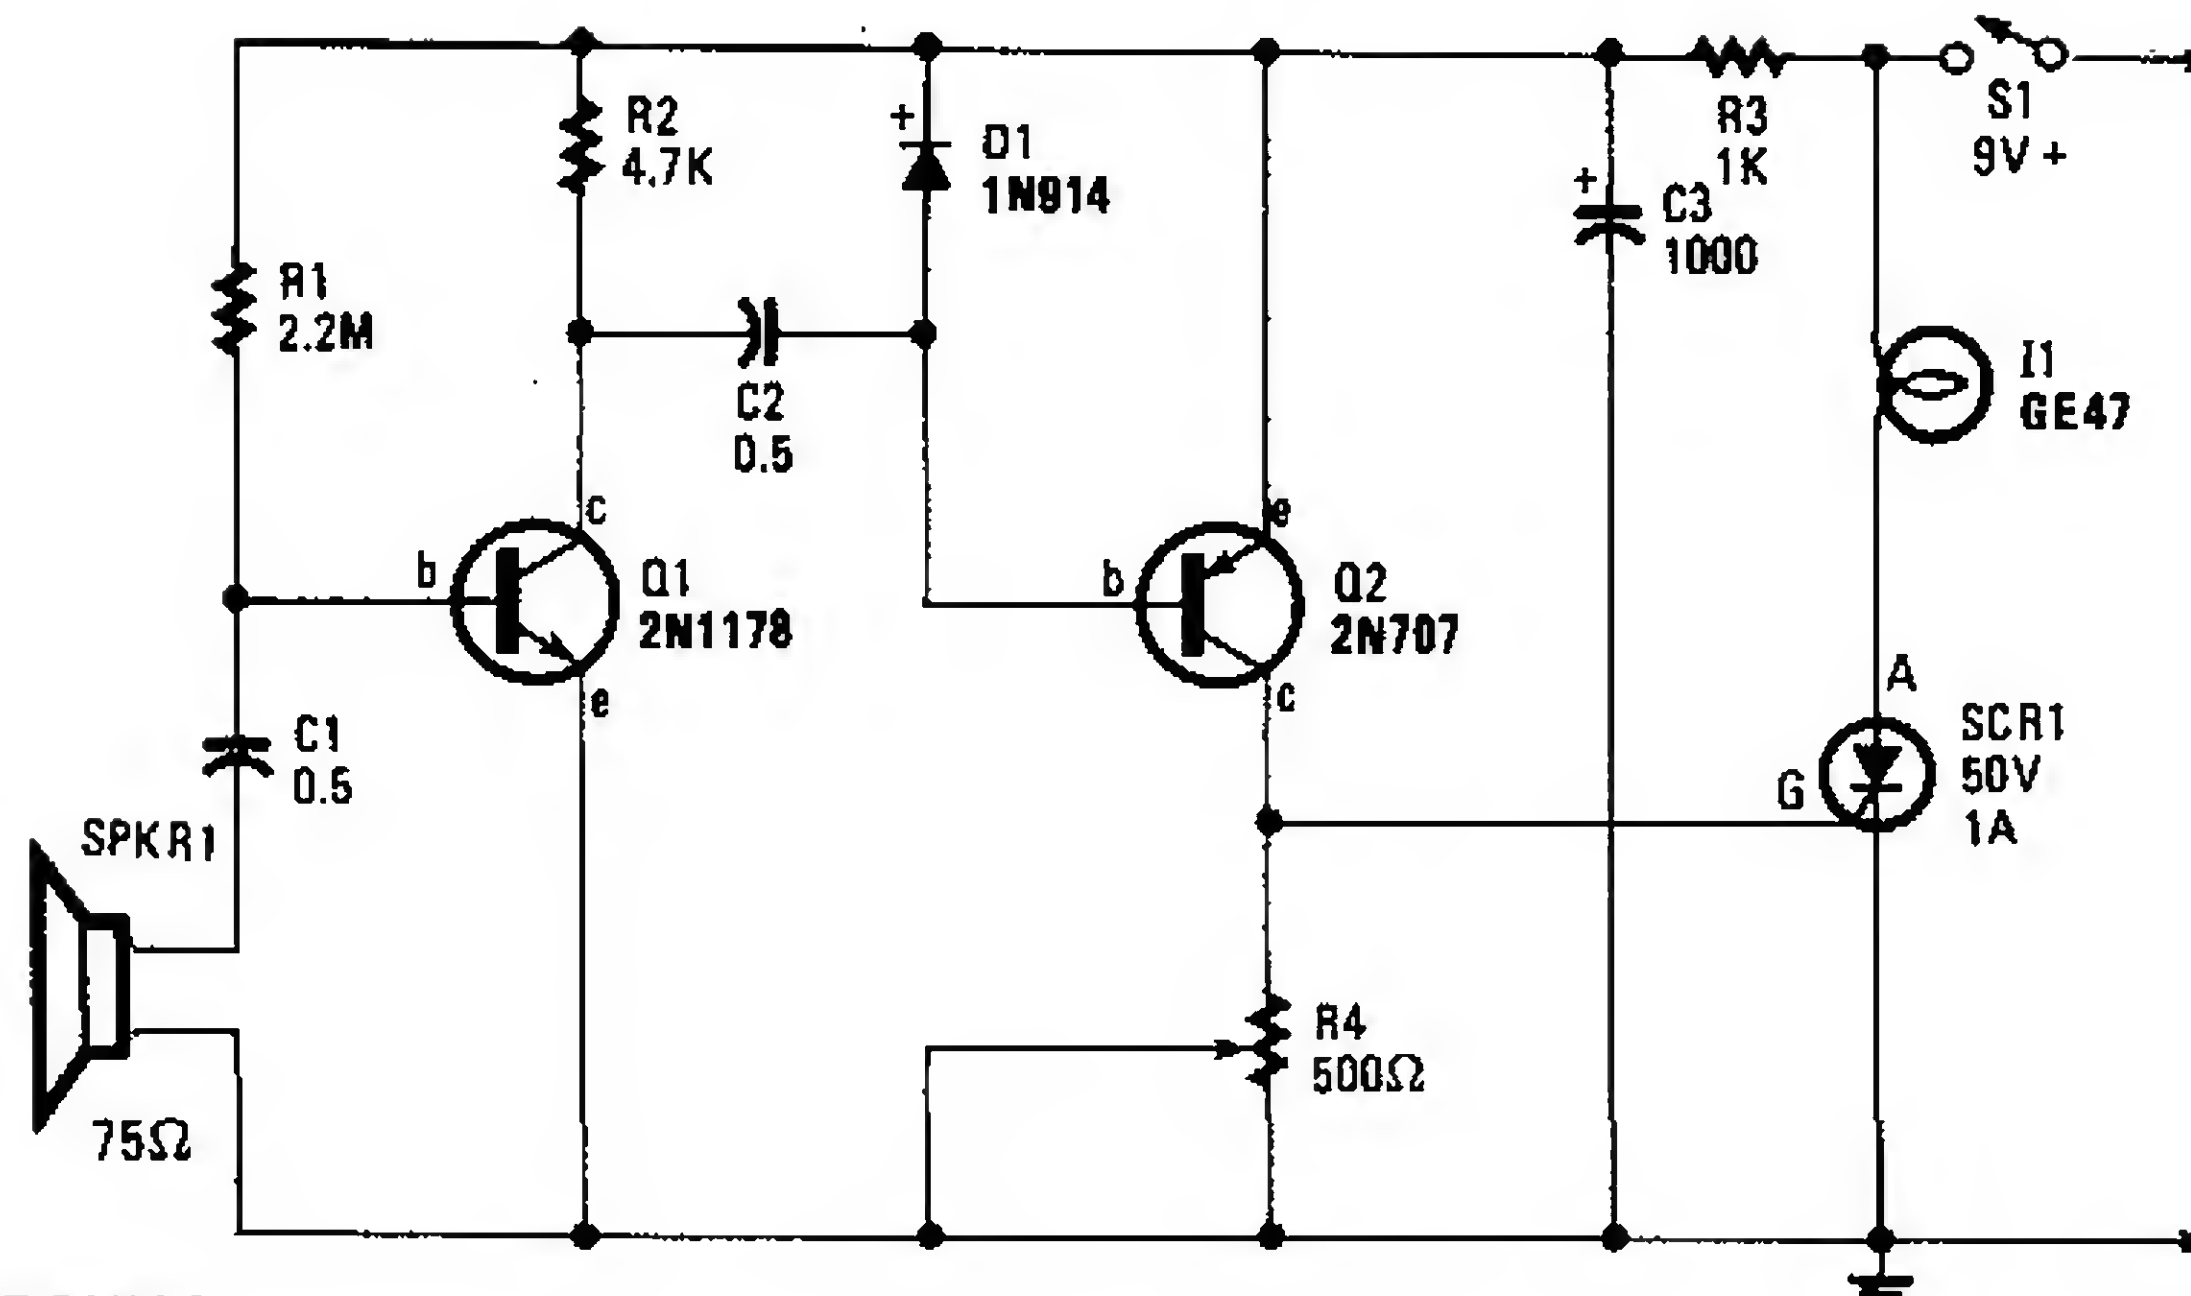 R2
4.7K
+
D1
1N914
R3
1K
S1
9V +
+
C3
1000
R1
2.2M
C2
0.5
I1
GE47
c
b
Q1
2N1178
e
e
b
Q2
2N707
c
A
SCR1
50V
1A
G
C1
0.5
SPKR1
75Ω
R4
500Ω